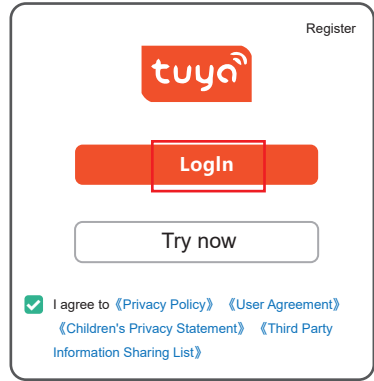 Register
tuya
LogIn
Try now
I agree to 《Privacy Policy》 《User Agreement》
《Children's Privacy Statement》 《Third Party
Information Sharing List》